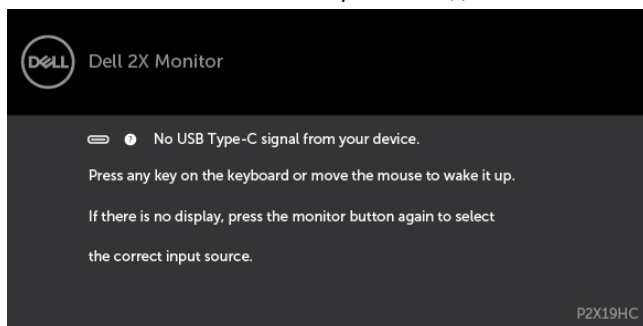 DELL
Dell 2X Monitor
? No USB Type-C signal from your device.
Press any key on the keyboard or move the mouse to wake it up.
If there is no display, press the monitor button again to select
the correct input source.
P2X19HC